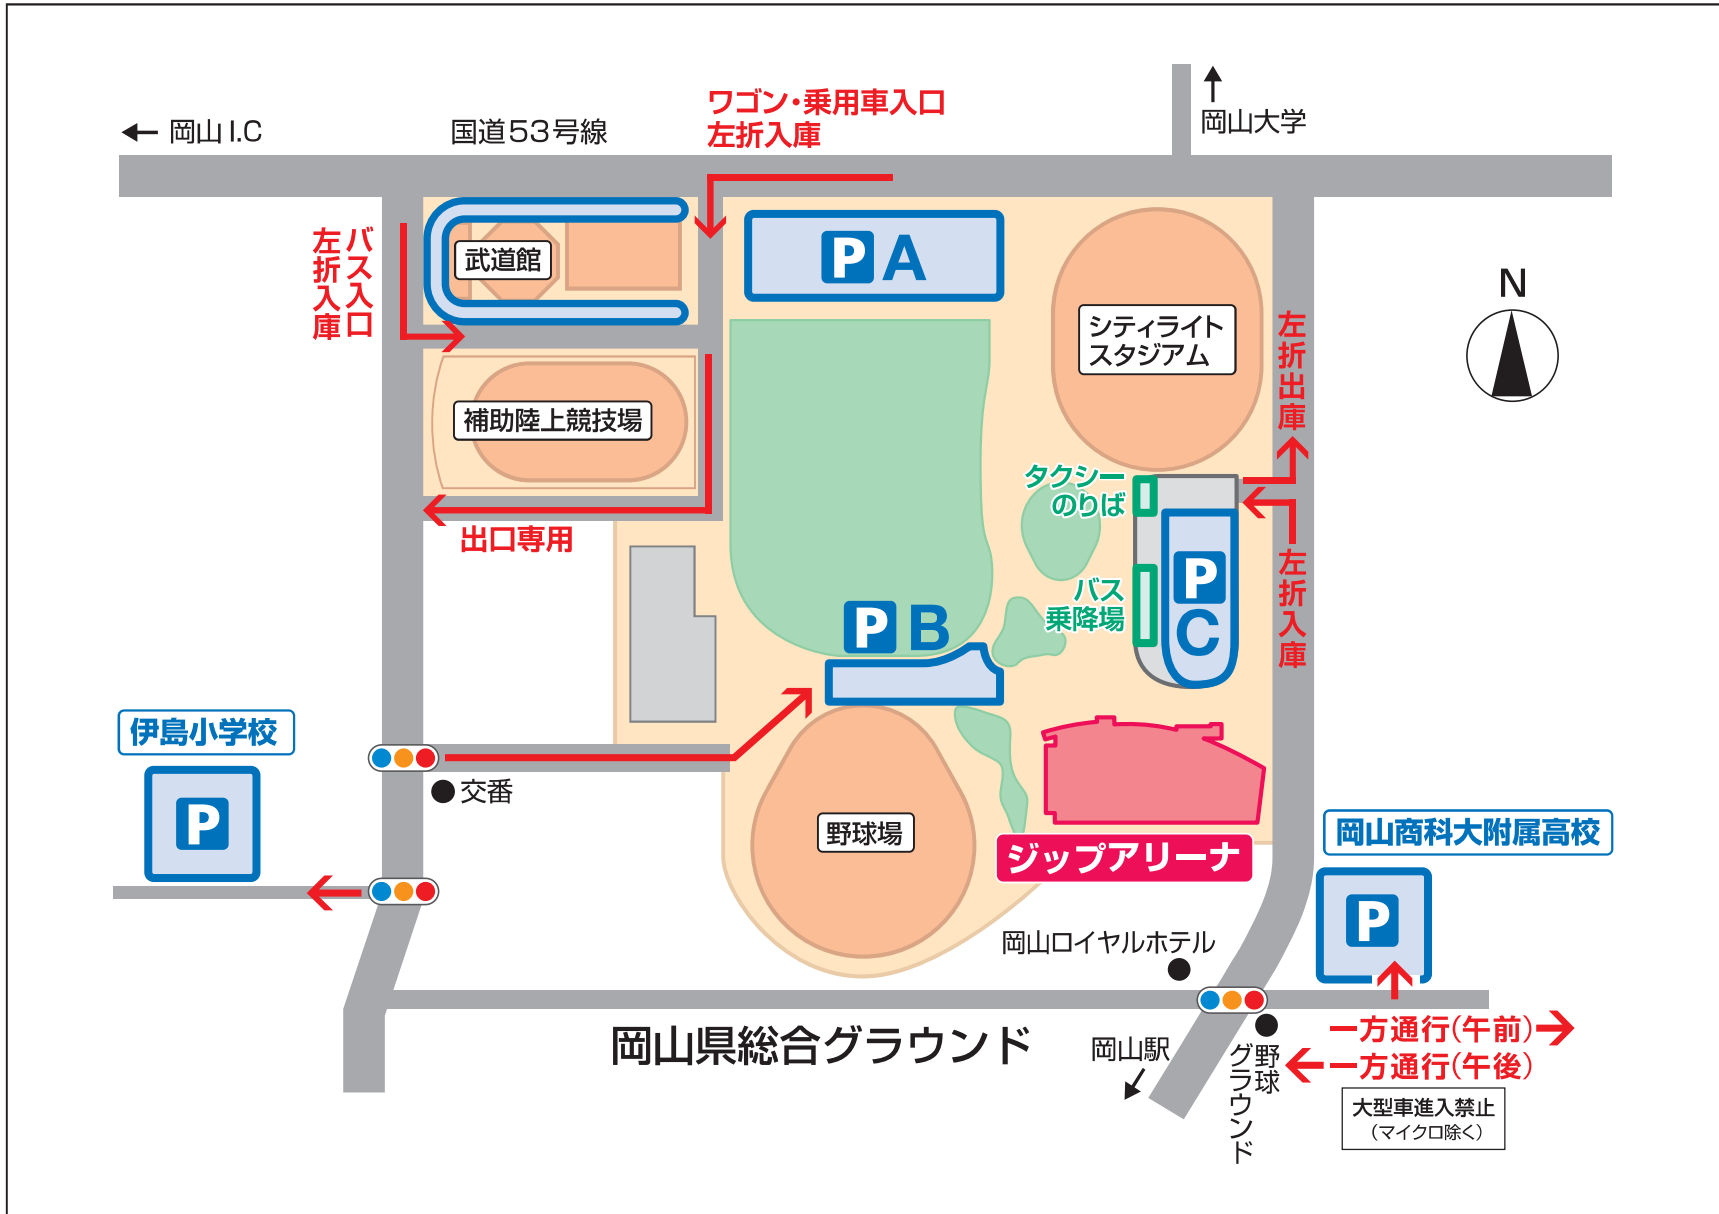 ワゴン・乗用車入口
左折入庫
岡山I.C
国道53号線
岡山大学
バス入口
左折入庫
武道館
P A
シティライト
スタジアム
N
左折出庫
補助陸上競技場
タクシー
のりば
出口専用
バス
乗降場
P
C
左折入庫
P B
伊島小学校
P
交番
野球場
ジップアリーナ
岡山商科大附属高校
P
岡山ロイヤルホテル
岡山県総合グラウンド
岡山駅
野球
グラウンド
一方通行(午前)
一方通行(午後)
大型車進入禁止
(マイクロ除く)